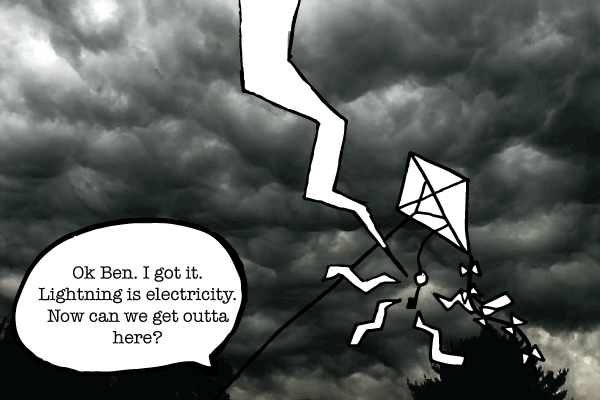 Ok Ben. I got it.
Lightning is electricity.
Now can we get outta
here?